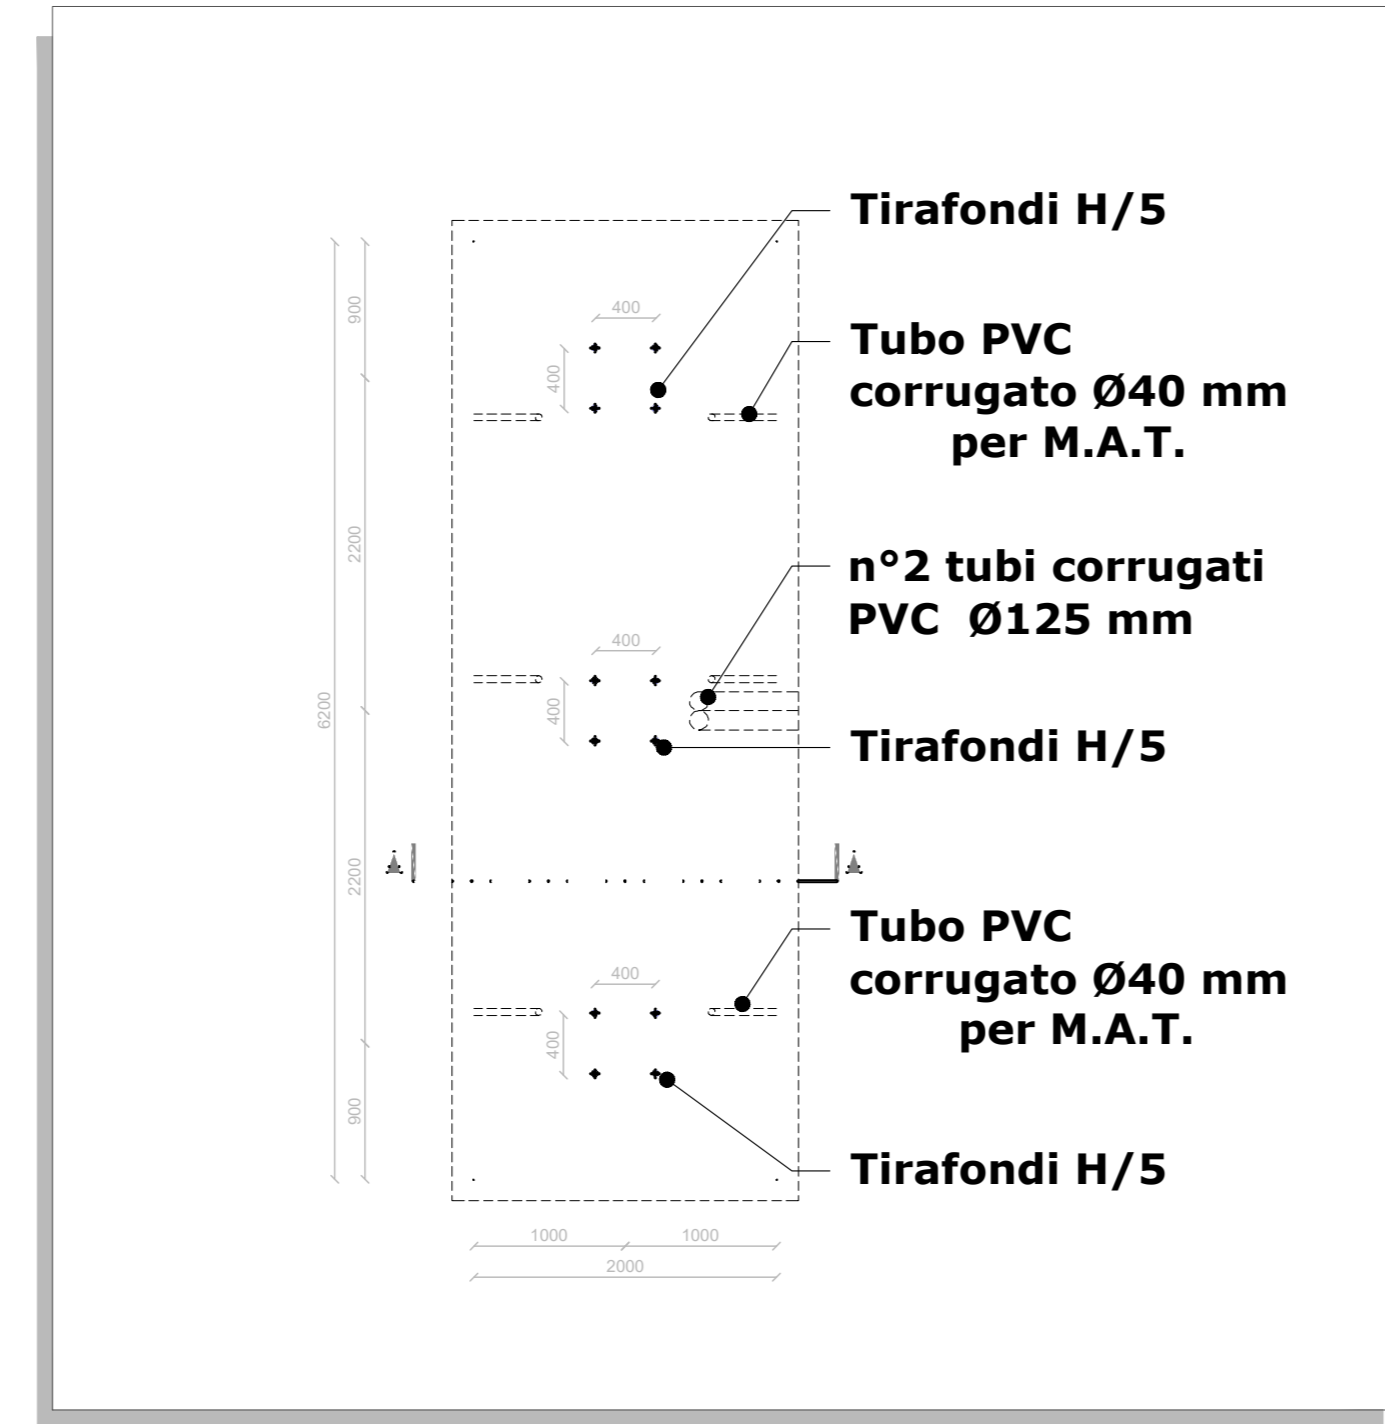 Tirafondi H/5
400
900
Tubo PVC
corrugato Ø40 mm
per M.A.T.
400
2200
n°2 tubi corrugati
PVC Ø125 mm
400
6200
400
Tirafondi H/5
A
A
2200
Tubo PVC
corrugato Ø40 mm
per M.A.T.
400
400
900
Tirafondi H/5
1000
1000
2000